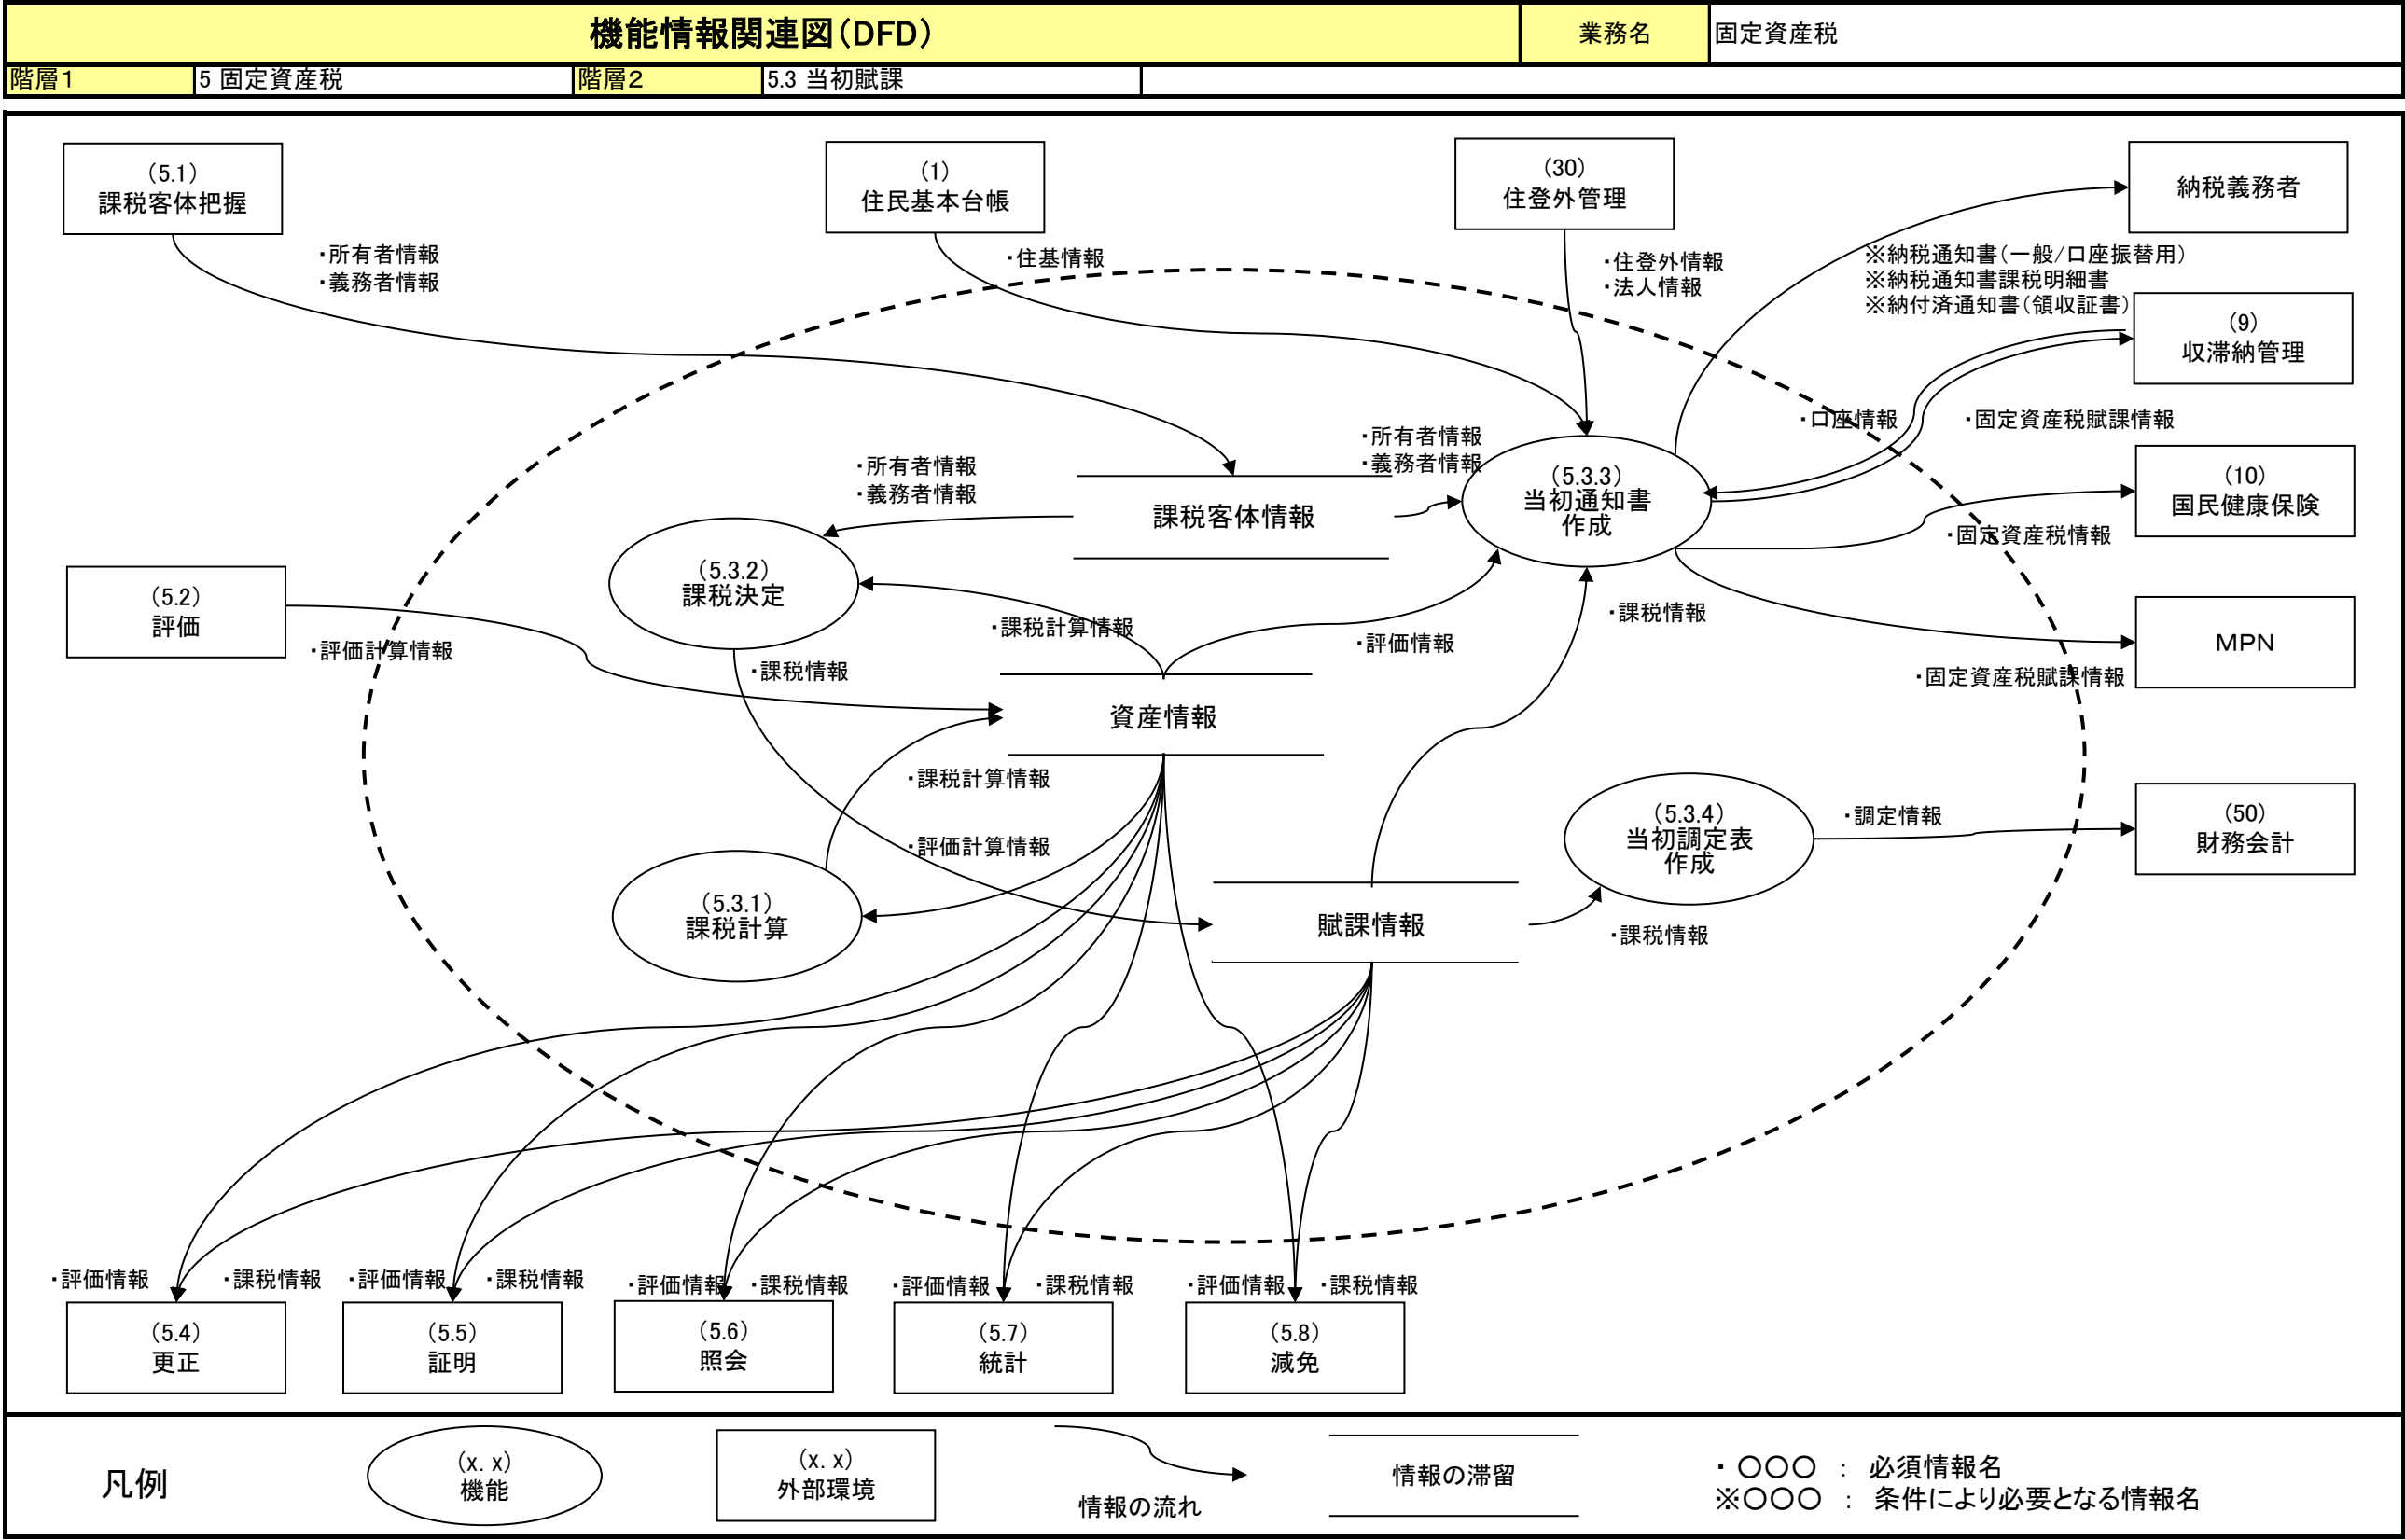 機能情報関連図(DFD)
業務名
固定資産税
階層1
5 固定資産税
階層2
5.3 当初賦課
(5.1)
課税客体把握
(1)
住民基本台帳
(30)
住登外管理
納税義務者
・所有者情報
・義務者情報
・住基情報
・住登外情報
・法人情報
※納税通知書(一般/口座振替用)
※納税通知書課税明細書
※納付済通知書(領収証書)
(9)
収滞納管理
・口座情報
・固定資産税賦課情報
・所有者情報
・義務者情報
・所有者情報
・義務者情報
課税客体情報
(5.3.3)
当初通知書
作成
(10)
国民健康保険
・固定資産税情報
(5.3.2)
課税決定
(5.2)
評価
・評価計算情報
・課税計算情報
・評価情報
・課税情報
・課税情報
MPN
・固定資産税賦課情報
資産情報
・課税計算情報
・評価計算情報
(5.3.4)
当初調定表
作成
・調定情報
(50)
財務会計
(5.3.1)
課税計算
賦課情報
・課税情報
・評価情報
・課税情報
・評価情報
・課税情報
・評価情報
・課税情報
・評価情報
・課税情報
・評価情報
・課税情報
(5.4)
更正
(5.5)
証明
(5.6)
照会
(5.7)
統計
(5.8)
減免
凡例
(x. x)
機能
(x. x)
外部環境
情報の流れ
情報の滞留
・ ○○○ : 必須情報名
※○○○ : 条件により必要となる情報名